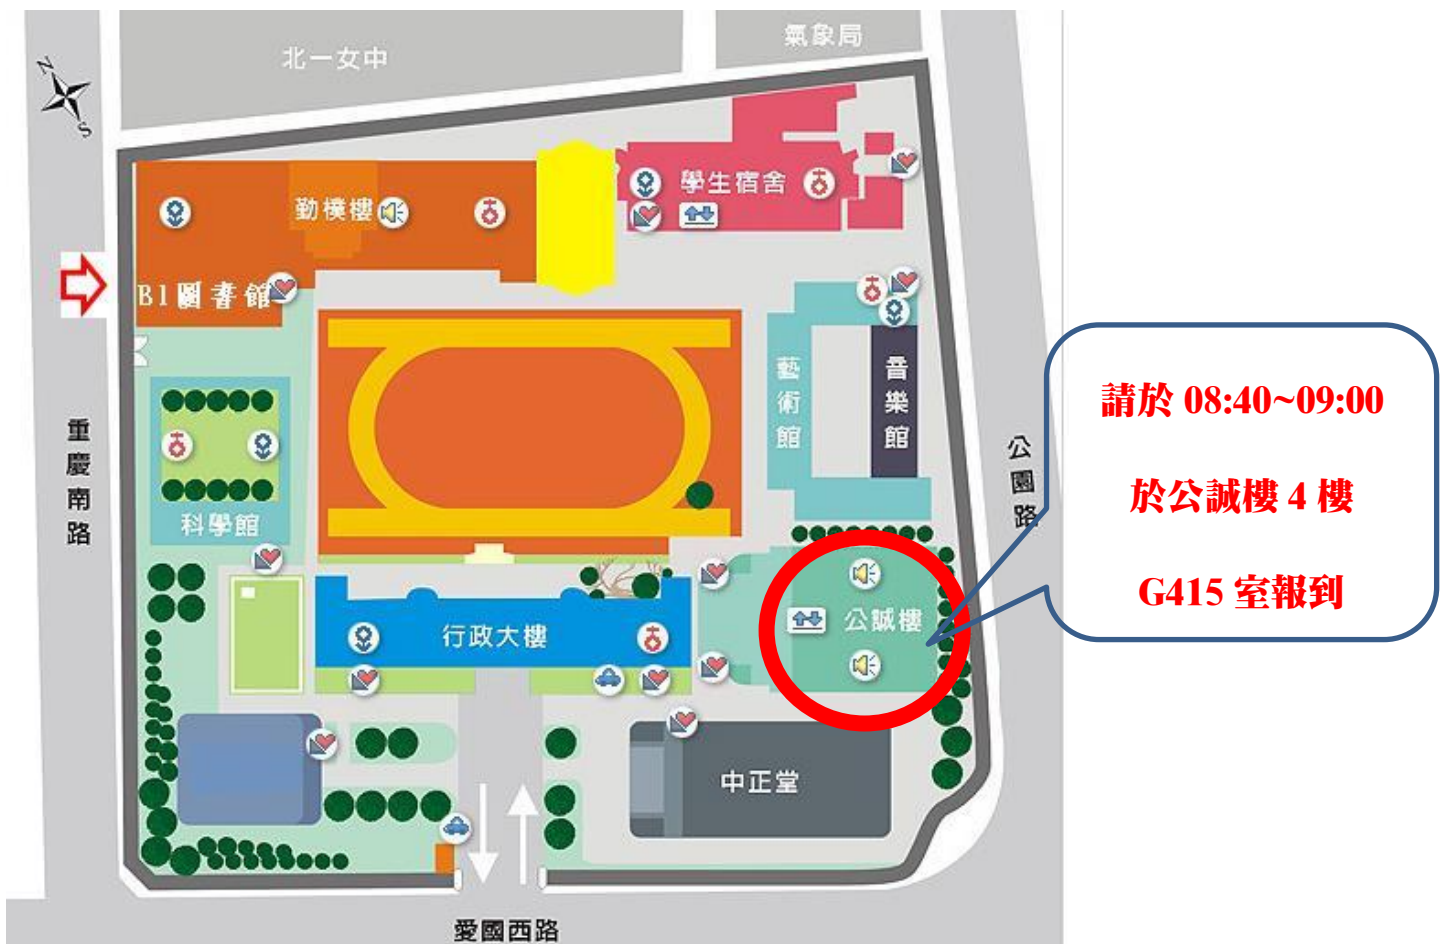 北一女中
氣象局
N
S
學生宿舍
勤樸樓
B1圖書館
藝術館
音樂館
重慶南路
公園路
科學館
請於 08:40~09:00
於公誠樓 4 樓
G415 室報到
公誠樓
行政大樓
中正堂
愛國西路